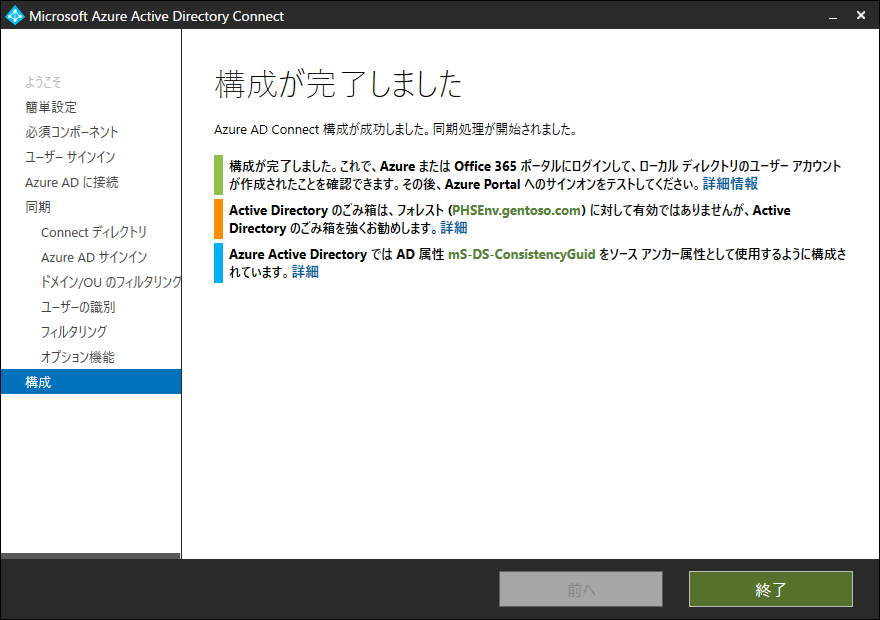 Microsoft Azure Active Directory Connect
ようこそ
簡単設定
必須コンポーネント
ユーザー サインイン
Azure AD に接続
同期
Connect ディレクトリ
Azure AD サインイン
ドメイン/OU のフィルタリング
ユーザーの識別
フィルタリング
オプション機能
構成
構成が完了しました
Azure AD Connect 構成が成功しました。同期処理が開始されました。
構成が完了しました。これで、Azure または Office 365 ポータルにログインして、ローカル ディレクトリのユーザー アカウント
が作成されたことを確認できます。その後、Azure Portal へのサインオンをテストしてください。詳細情報
Active Directory のごみ箱は、フォレスト (PHSEnv.gentoso.com) に対して有効ではありませんが、Active
Directory のごみ箱を強くお勧めします。詳細
Azure Active Directory では AD 属性 mS-DS-ConsistencyGuid をソース アンカー属性として使用するように構成さ
れています。詳細
前へ
終了